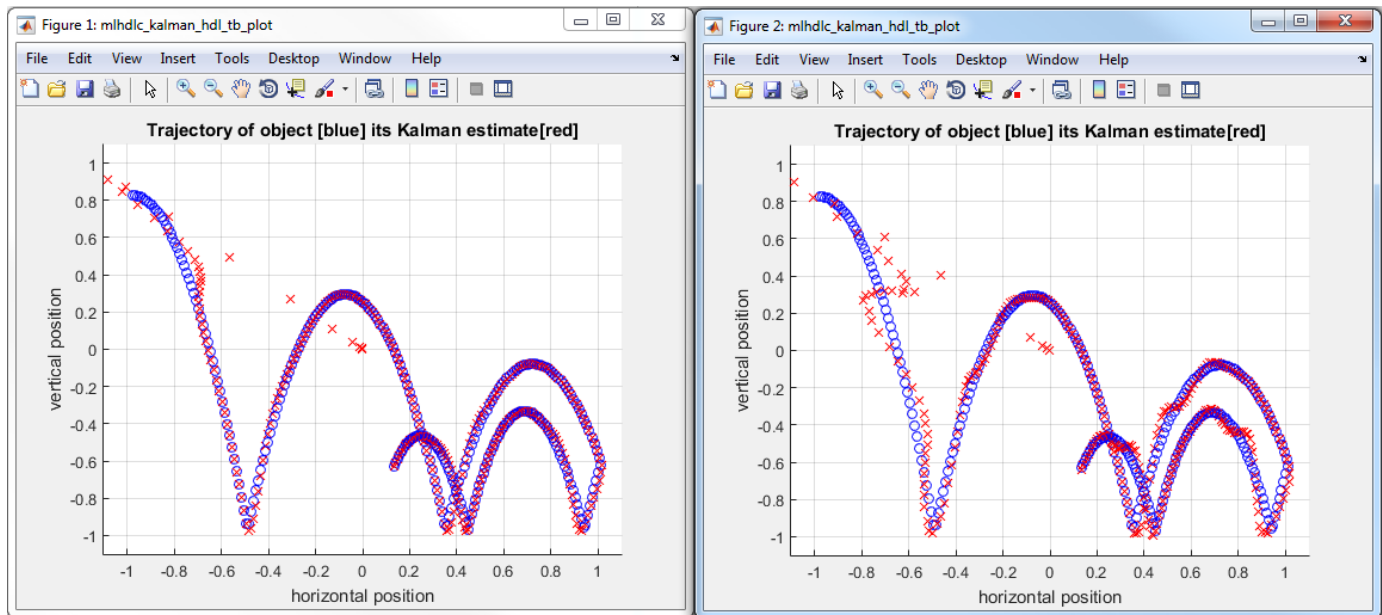 Figure 1: mlhdlc_kalman_hdl_tb_plot
File Edit View Insert Tools Desktop Window Help
Trajectory of object [blue] its Kalman estimate[red]
1
0.8
0.6
0.4
0.2
0
-0.2
-0.4
-0.6
-0.8
-1
vertical position
-1 -0.8 -0.6 -0.4 -0.2 0 0.2 0.4 0.6 0.8 1
horizontal position
Figure 2: mlhdlc_kalman_hdl_tb_plot
File Edit View Insert Tools Desktop Window Help
Trajectory of object [blue] its Kalman estimate[red]
1
0.8
0.6
0.4
0.2
0
-0.2
-0.4
-0.6
-0.8
-1
vertical position
-1 -0.8 -0.6 -0.4 -0.2 0 0.2 0.4 0.6 0.8 1
horizontal position